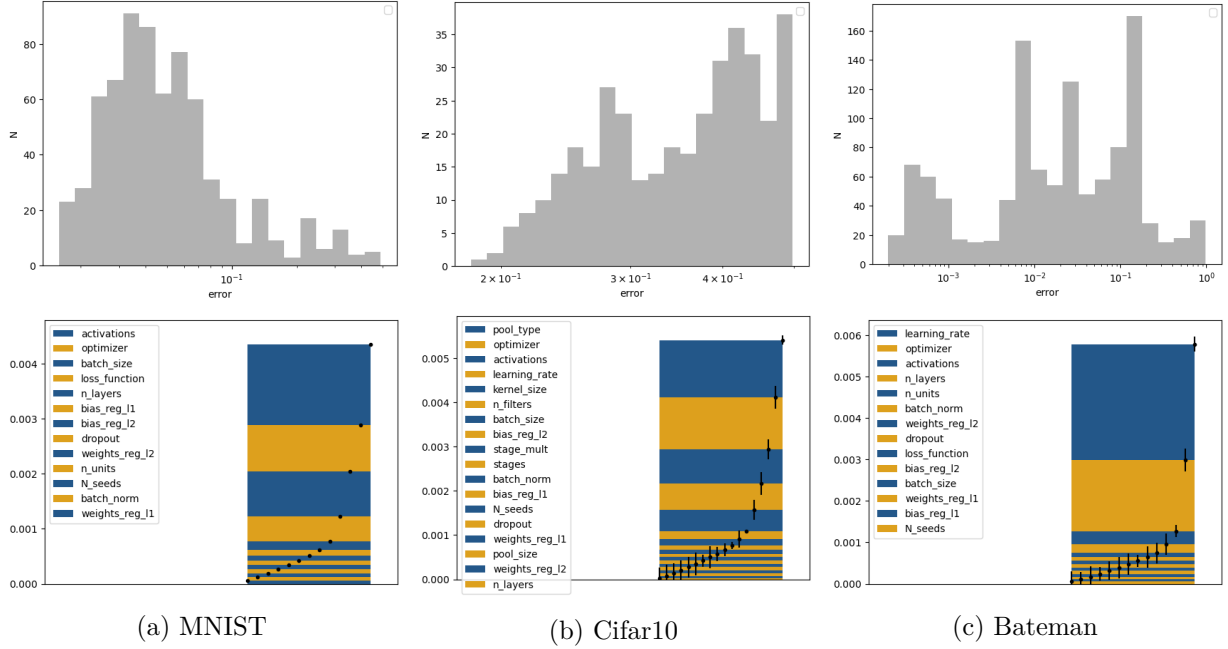 80
60
40
20
0
N
10⁻¹
error
35
30
25
20
15
10
5
0
N
2 × 10⁻¹
3 × 10⁻¹
4 × 10⁻¹
error
160
140
120
100
80
60
40
20
0
N
10⁻³
10⁻²
10⁻¹
10⁰
error
0.004
0.003
0.002
0.001
0.000
activations
optimizer
batch_size
loss_function
n_layers
bias_reg_l1
bias_reg_l2
dropout
weights_reg_l2
n_units
N_seeds
batch_norm
weights_reg_l1
0.005
0.004
0.003
0.002
0.001
0.000
pool_type
optimizer
activations
learning_rate
kernel_size
n_filters
batch_size
bias_reg_l2
stage_mult
stages
batch_norm
bias_reg_l1
N_seeds
dropout
weights_reg_l1
pool_size
weights_reg_l2
n_layers
0.006
0.005
0.004
0.003
0.002
0.001
0.000
learning_rate
optimizer
activations
n_layers
n_units
batch_norm
weights_reg_l2
dropout
loss_function
bias_reg_l2
batch_size
weights_reg_l1
bias_reg_l1
N_seeds
(a) MNIST
(b) Cifar10
(c) Bateman